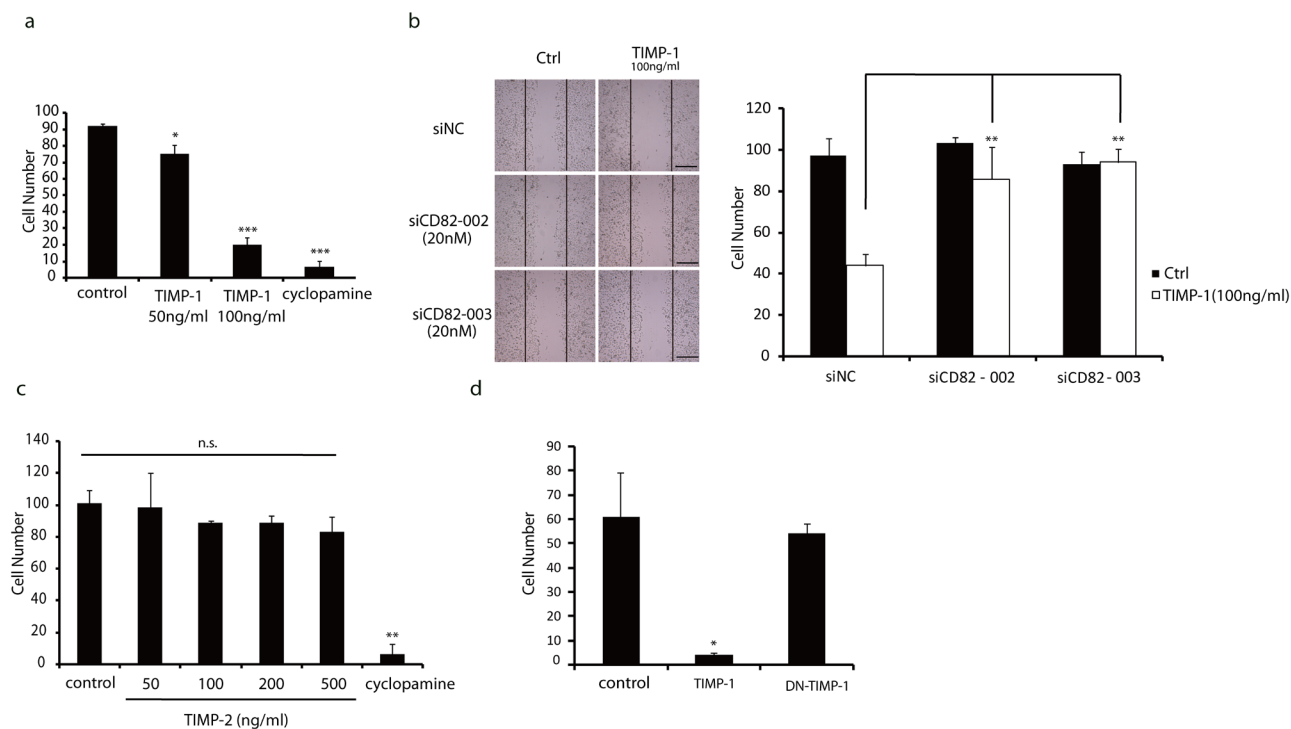 a
100
90
80
70
60
50
40
30
20
10
0
Cell Number
*
***
***
control
TIMP-1
50ng/ml
TIMP-1
100ng/ml
cyclopamine
b
Ctrl
TIMP-1
100ng/ml
siNC
siCD82-002
(20nM)
siCD82-003
(20nM)
120
100
80
60
40
20
0
Cell Number
**
**
siNC
siCD82 - 002
siCD82 - 003
Ctrl
TIMP-1(100ng/ml)
c
140
120
100
80
60
40
20
0
Cell Number
n.s.
**
control
50
100
200
500
cyclopamine
TIMP-2 (ng/ml)
d
90
80
70
60
50
40
30
20
10
0
Cell Number
*
control
TIMP-1
DN-TIMP-1